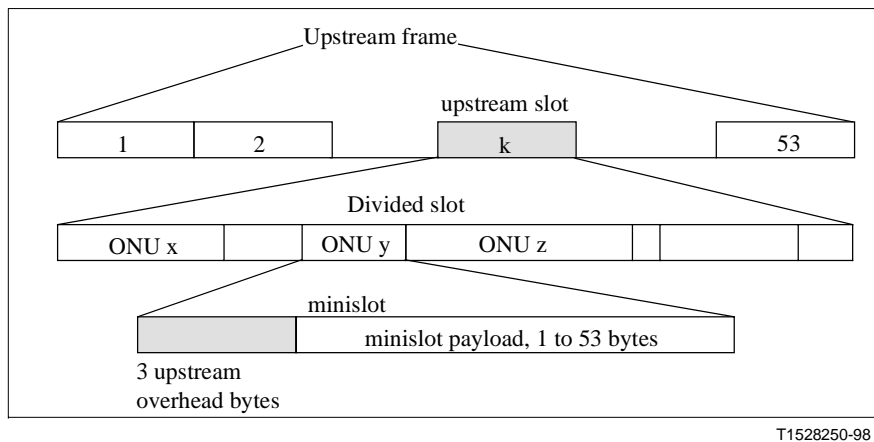 Upstream frame
upstream slot
1 2 k 53
Divided slot
ONU x ONU y ONU z
minislot
minislot payload, 1 to 53 bytes
3 upstream
overhead bytes
T1528250-98